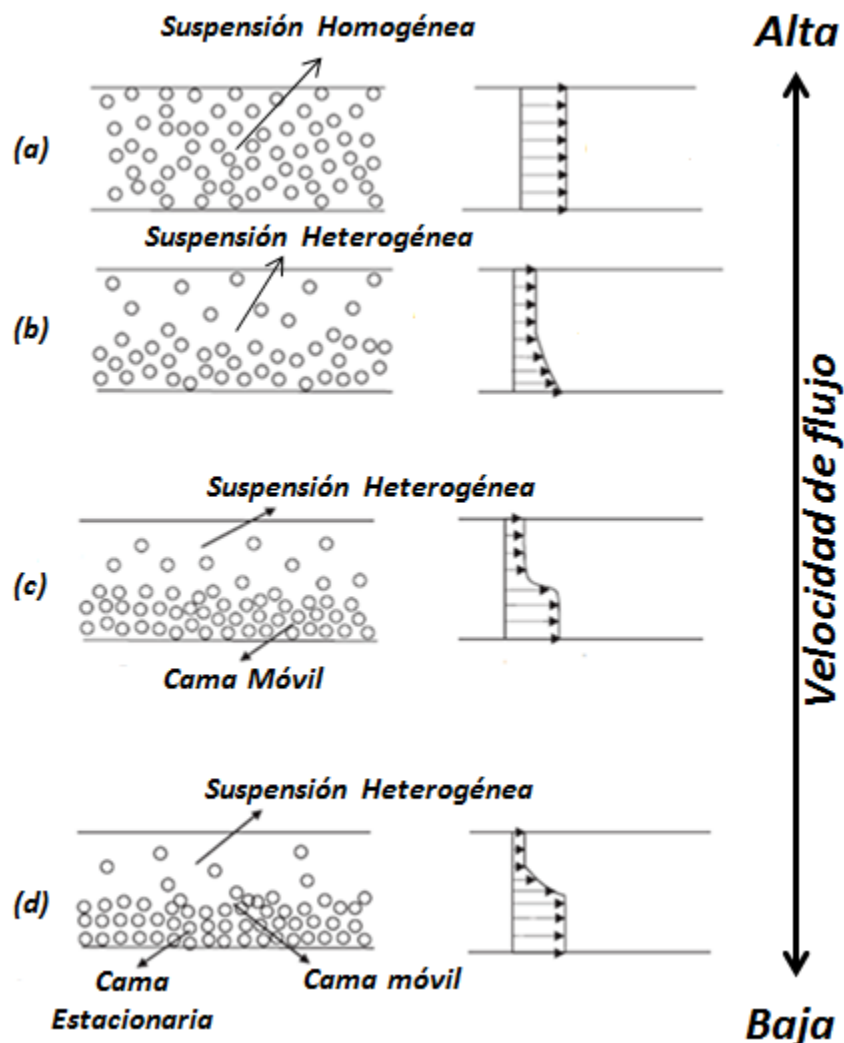 Suspensión Homogénea
Alta
(a)
Suspensión Heterogénea
(b)
Suspensión Heterogénea
(c)
Cama Móvil
Velocidad de flujo
Suspensión Heterogénea
(d)
Cama
Estacionaria
Cama móvil
Baja